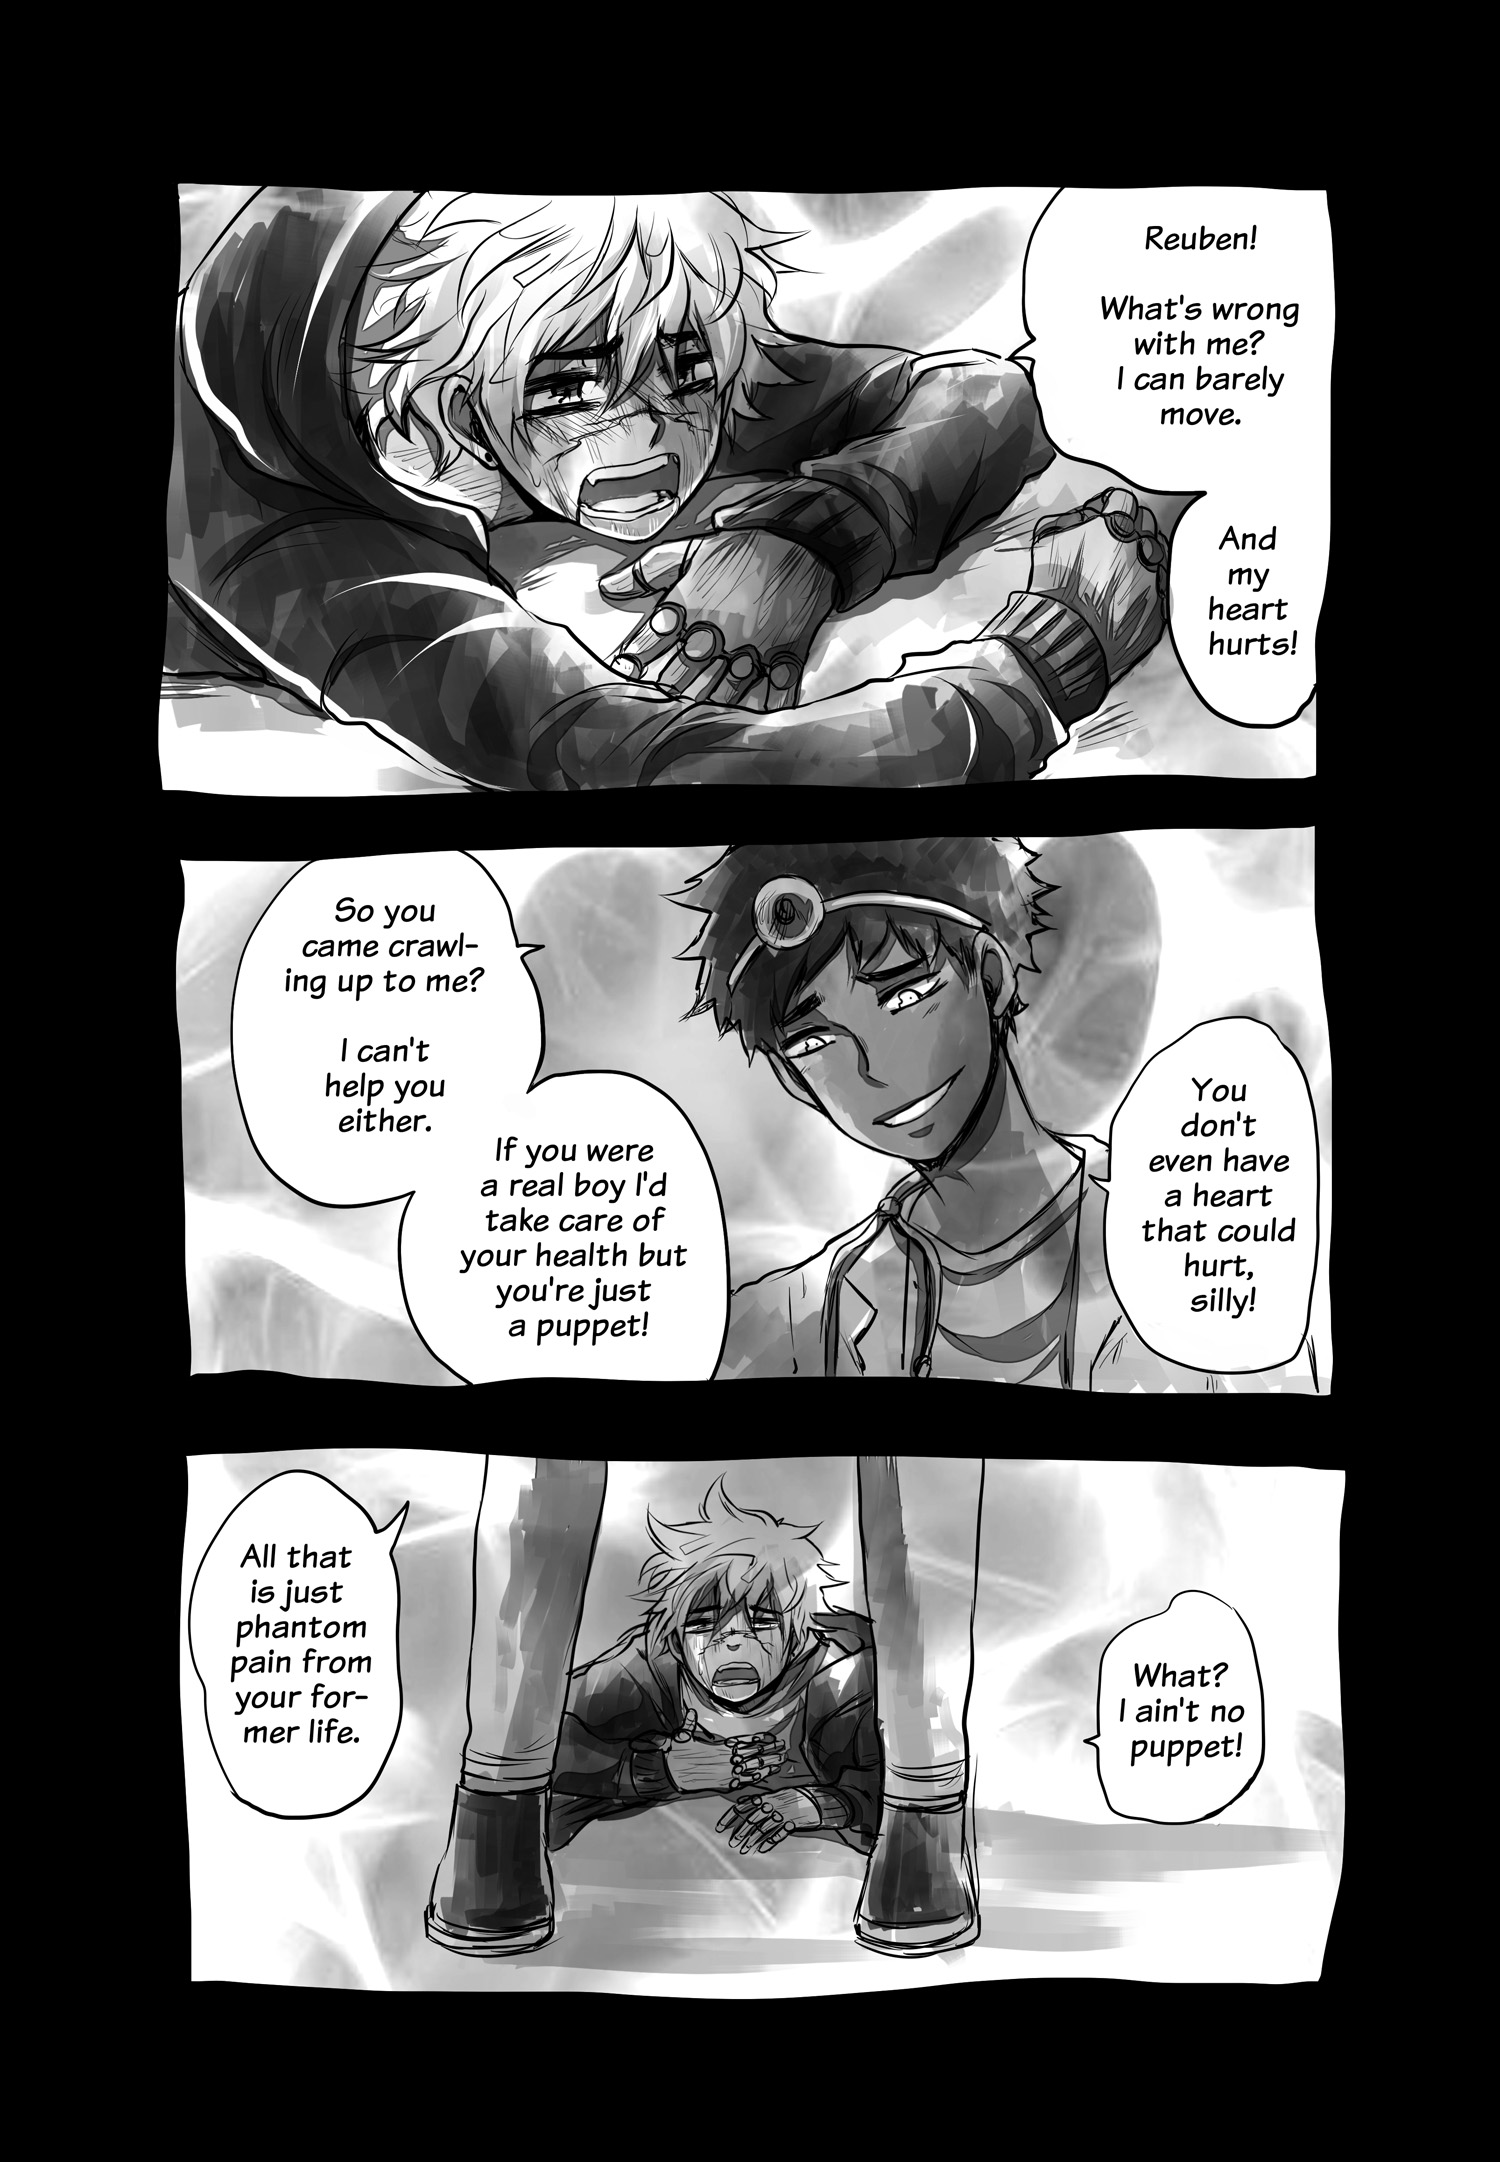 Reuben!
What's wrong
with me?
I can barely
move.
And
my
heart
hurts!
So you
came crawl-
ing up to me?
I can't
help you
either.
If you were
a real boy I'd
take care of
your health but
you're just
a puppet!
You
don't
even have
a heart
that could
hurt,
silly!
All that
is just
phantom
pain from
your for-
mer life.
What?
I ain't no
puppet!